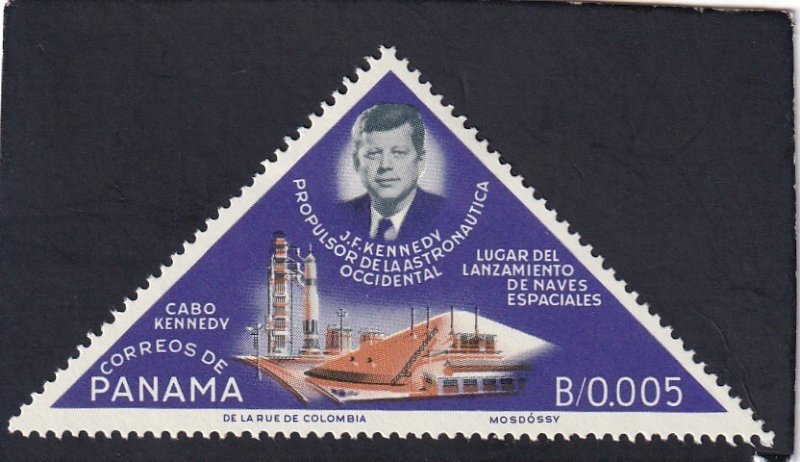 J.F. KENNEDY
PROPULSOR DE LA ASTRONAUTICA
OCCIDENTAL
LUGAR DEL
LANZAMIENTO
DE NAVES
ESPACIALES
CABO
KENNEDY
CORREOS DE
PANAMA
B/0.005
DE LA RUE DE COLOMBIA
MOSDÓSSY